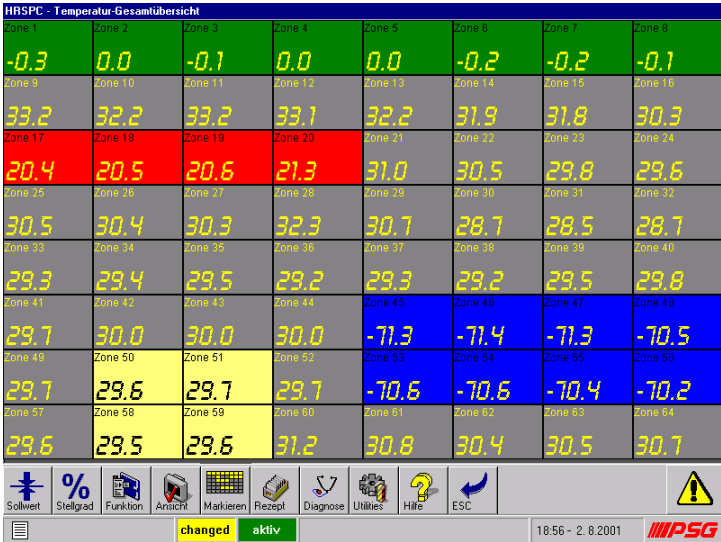 HRSPC - Temperatur-Gesamtübersicht
Zone 1 Zone 2 Zone 3 Zone 4 Zone 5 Zone 6 Zone 7 Zone 8
-0.3 0.0 -0.1 0.0 0.0 -0.2 -0.2 -0.1
Zone 9 Zone 10 Zone 11 Zone 12 Zone 13 Zone 14 Zone 15 Zone 16
33.2 32.2 33.2 33.1 32.2 31.9 31.8 30.3
Zone 17 Zone 18 Zone 19 Zone 20 Zone 21 Zone 22 Zone 23 Zone 24
20.4 20.5 20.6 21.3 31.0 30.5 29.8 29.6
Zone 25 Zone 26 Zone 27 Zone 28 Zone 29 Zone 30 Zone 31 Zone 32
30.5 30.4 30.3 32.3 30.7 28.7 28.5 28.7
Zone 33 Zone 34 Zone 35 Zone 36 Zone 37 Zone 38 Zone 39 Zone 40
29.3 29.4 29.5 29.2 29.3 29.2 29.5 29.8
Zone 41 Zone 42 Zone 43 Zone 44 Zone 45 Zone 46 Zone 47 Zone 48
29.7 30.0 30.0 30.0 -71.3 -71.4 -71.3 -70.5
Zone 49 Zone 50 Zone 51 Zone 52 Zone 53 Zone 54 Zone 55 Zone 56
29.7 29.6 29.7 29.7 -70.6 -70.6 -70.4 -70.2
Zone 57 Zone 58 Zone 59 Zone 60 Zone 61 Zone 62 Zone 63 Zone 64
29.6 29.5 29.6 31.2 30.8 30.4 30.5 30.7
Sollwert Stellgrad Funktion Ansicht Markieren Rezept Diagnose Utilities Hilfe ESC
changed aktiv 18:56 - 2. 8.2001 PSG